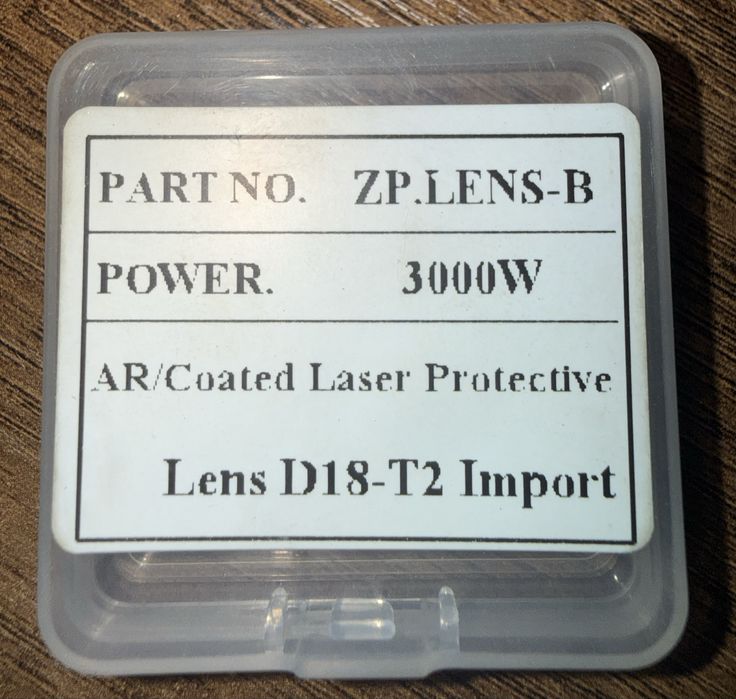 PART NO. ZP.LENS-B
POWER. 3000W
AR/Coated Laser Protective
Lens D18-T2 Import